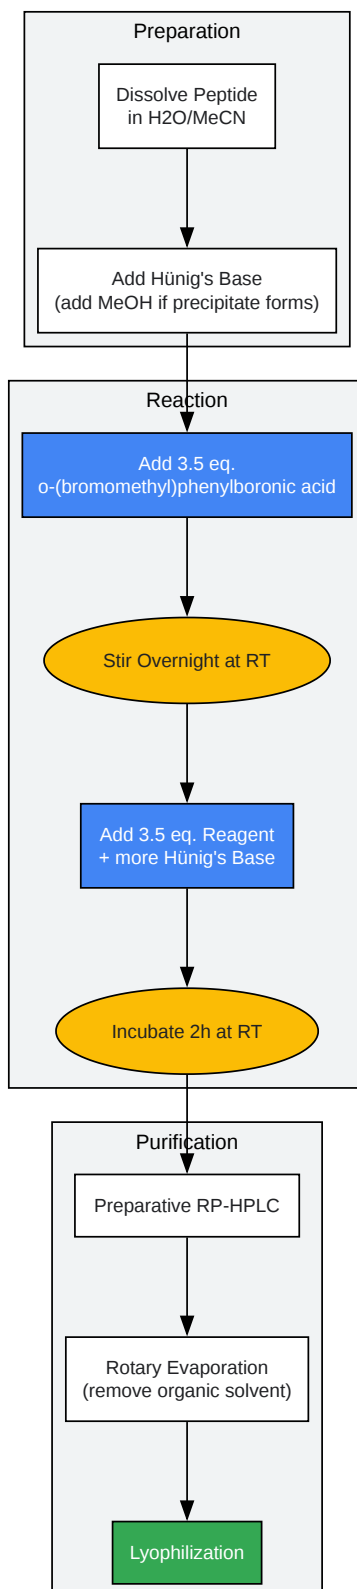 Preparation
Dissolve Peptide
in H2O/MeCN
Add Hünig's Base
(add MeOH if precipitate forms)
Reaction
Add 3.5 eq.
o-(bromomethyl)phenylboronic acid
Stir Overnight at RT
Add 3.5 eq. Reagent
+ more Hünig's Base
Incubate 2h at RT
Purification
Preparative RP-HPLC
Rotary Evaporation
(remove organic solvent)
Lyophilization